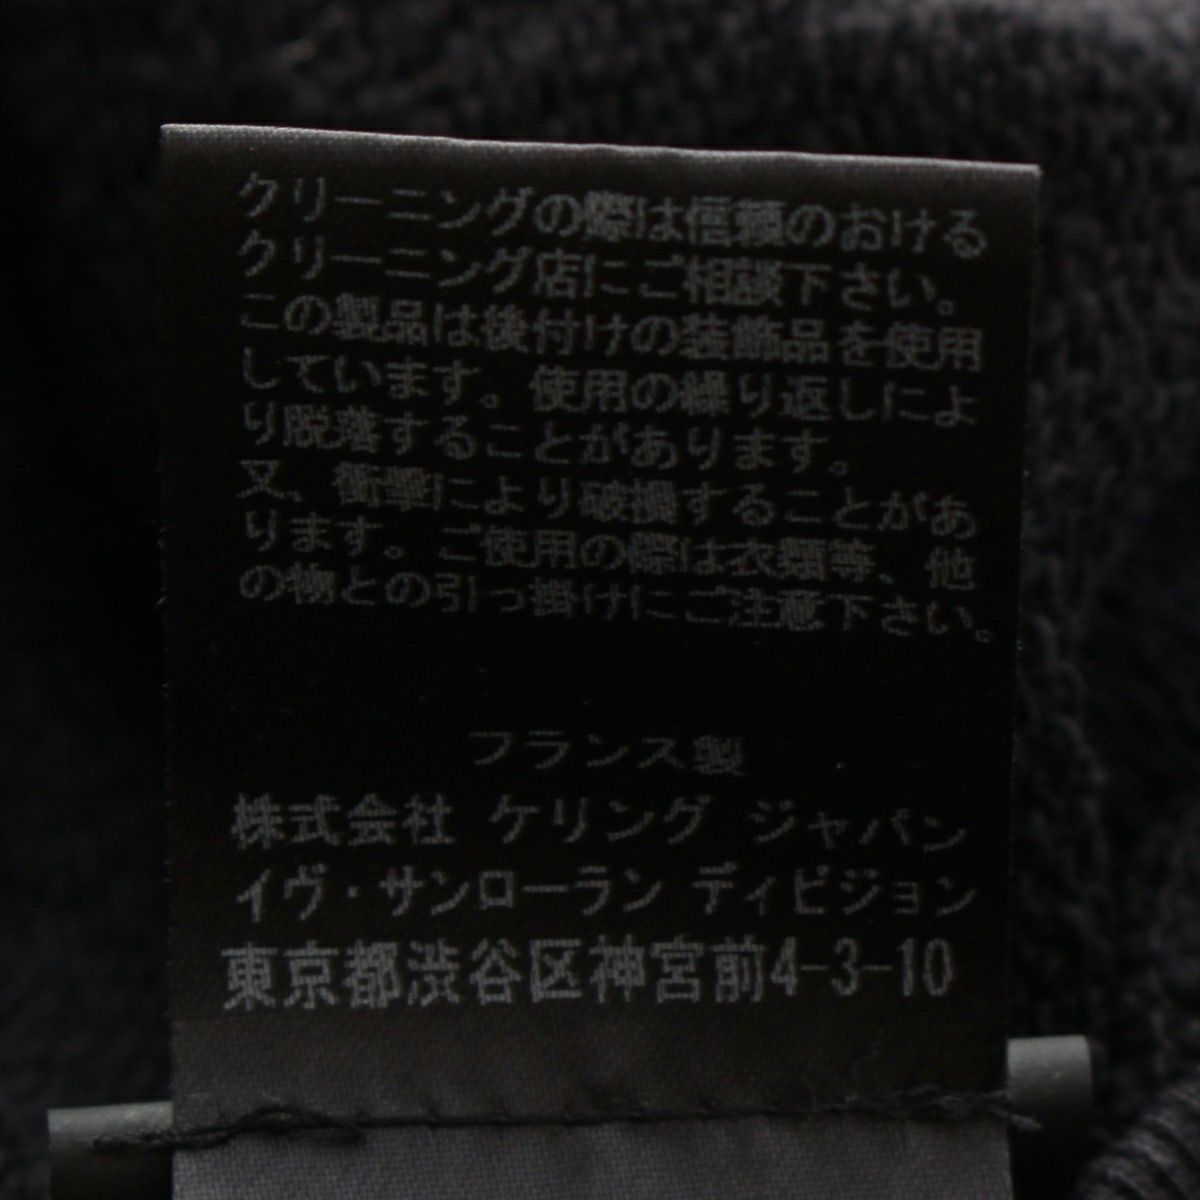 クリーニングの際は信頼のおける
クリーニング店にご相談下さい。
この製品は後付けの装飾品を使用
しています。使用の繰り返しによ
り脱落することがあります。
又、衝撃により破損することがあ
ります。ご使用の際は衣類等、他
の物との引っ掛けにご注意下さい。
フランス製
株式会社 ケリング ジャパン
イヴ・サンローラン ディビジョン
東京都渋谷区神宮前4-3-10